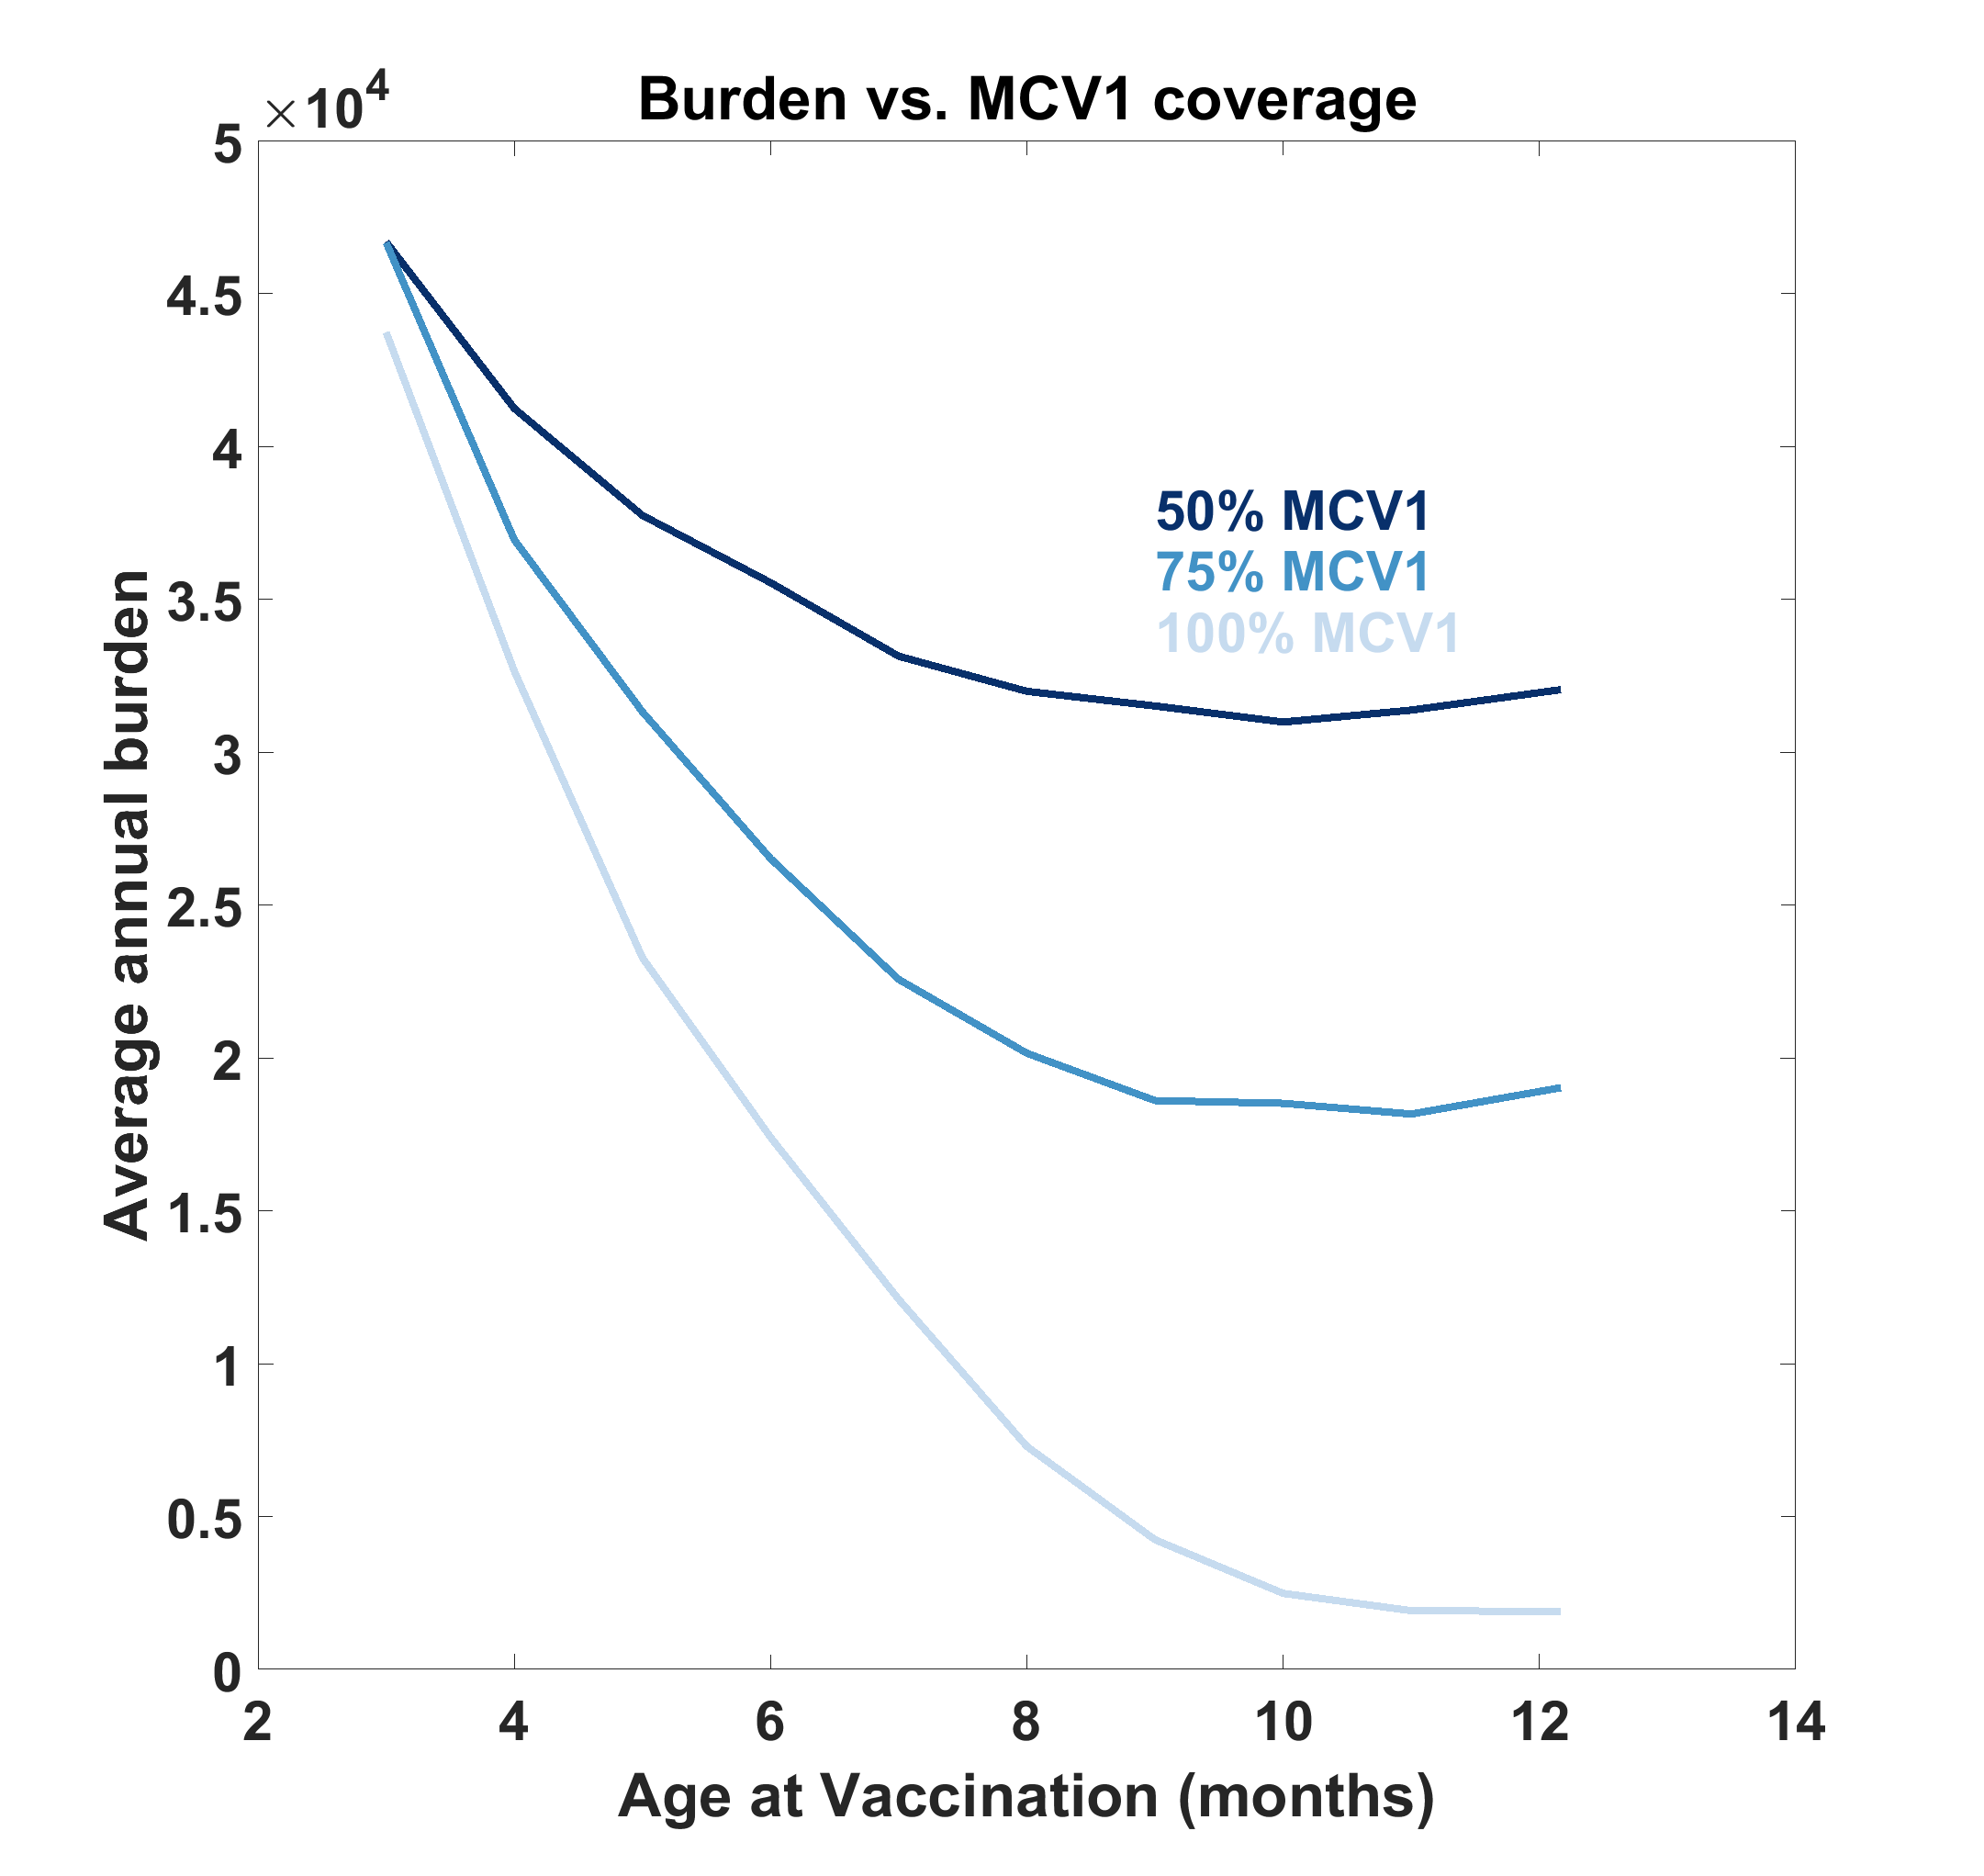 Burden vs. MCV1 coverage
×10⁴
5
4.5
4
3.5
3
2.5
2
1.5
1
0.5
0
Average annual burden
50% MCV1
75% MCV1
100% MCV1
2 4 6 8 10 12 14
Age at Vaccination (months)